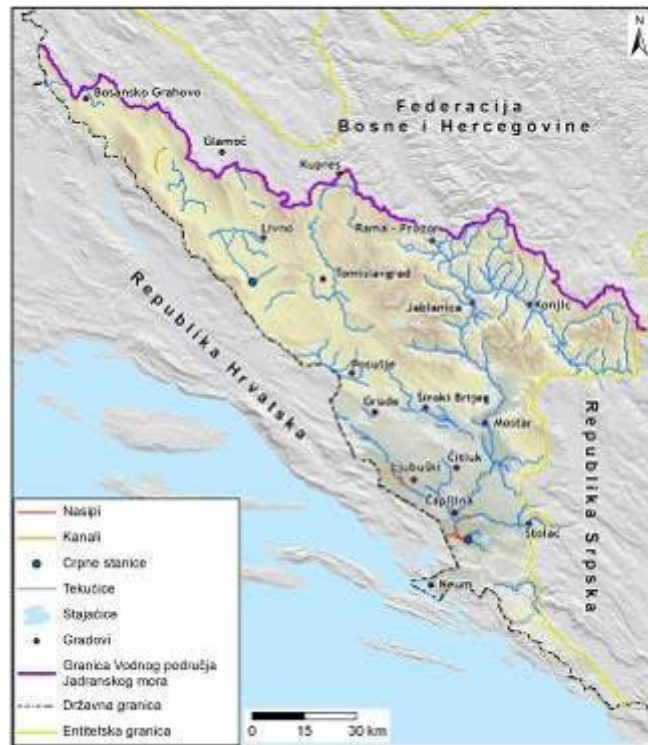 N
Bosansko Grahovo
Federacija
Bosne i Hercegovine
Glamoč
Kupres
Rama - Prozor
Livno
Tomislavgrad
Jablanica
Konjic
Republika Hrvatska
Posušje
Grude
Široki Brijeg
Mostar
Republika Srpska
Ljubuški
Čitluk
Čapljina
Stolac
Neum
Nasipi
Kanali
Crpne stanice
Tekućice
Stajaćice
Gradovi
Granica Vodnog područja
Jadranskog mora
Državna granica
Entitetska granica
0 15 30 km